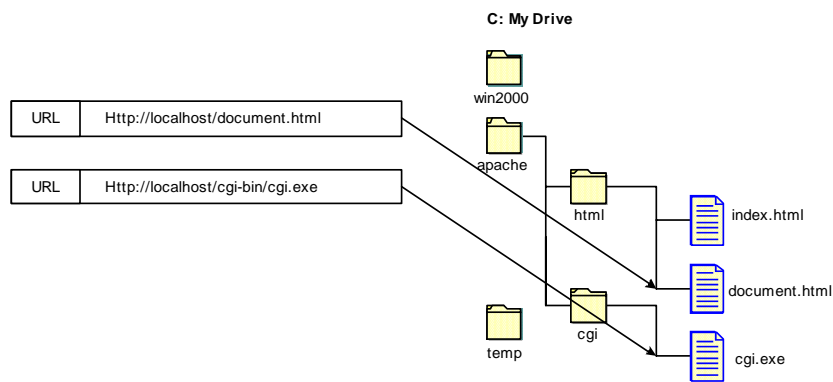 C: My Drive
win2000
URL Http://localhost/document.html
apache
URL Http://localhost/cgi-bin/cgi.exe
html
index.html
document.html
temp
cgi
cgi.exe